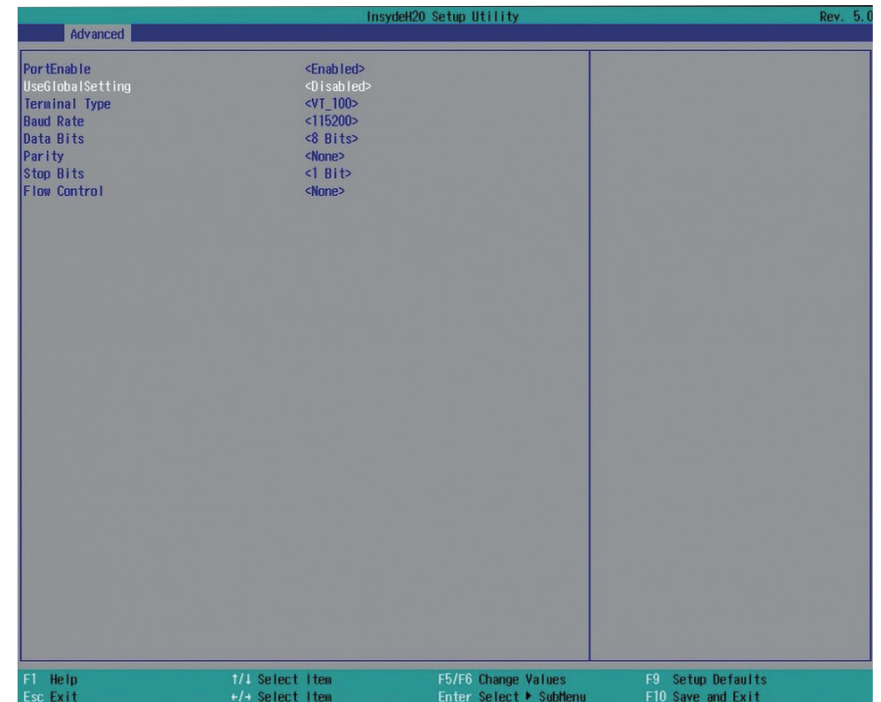 InsydeH20 Setup Utility Rev. 5.0
Advanced
PortEnable <Enabled>
UseGlobalSetting <Disabled>
Terminal Type <VT_100>
Baud Rate <115200>
Data Bits <8 Bits>
Parity <None>
Stop Bits <1 Bit>
Flow Control <None>
F1 Help ↑/↓ Select Item F5/F6 Change Values F9 Setup Defaults
Esc Exit ←/→ Select Item Enter Select ▶ SubMenu F10 Save and Exit